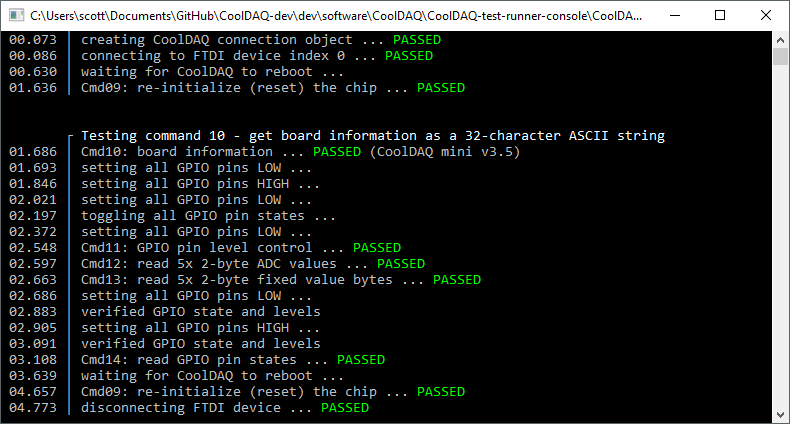 C:\Users\scott\Documents\GitHub\CoolDAQ-dev\dev\software\CoolDAQ\CoolDAQ-test-runner-console\CoolDA...
00.073 | creating CoolDAQ connection object ... PASSED
00.086 | connecting to FTDI device index 0 ... PASSED
00.630 | waiting for CoolDAQ to reboot ...
01.636 | Cmd09: re-initialize (reset) the chip ... PASSED
┌ Testing command 10 - get board information as a 32-character ASCII string
01.686 | Cmd10: board information ... PASSED (CoolDAQ mini v3.5)
01.693 | setting all GPIO pins LOW ...
01.846 | setting all GPIO pins HIGH ...
02.021 | setting all GPIO pins LOW ...
02.197 | toggling all GPIO pin states ...
02.372 | setting all GPIO pins LOW ...
02.548 | Cmd11: GPIO pin level control ... PASSED
02.597 | Cmd12: read 5x 2-byte ADC values ... PASSED
02.663 | Cmd13: read 5x 2-byte fixed value bytes ... PASSED
02.686 | setting all GPIO pins LOW ...
02.883 | verified GPIO state and levels
02.905 | setting all GPIO pins HIGH ...
03.091 | verified GPIO state and levels
03.108 | Cmd14: read GPIO pin states ... PASSED
03.639 | waiting for CoolDAQ to reboot ...
04.657 | Cmd09: re-initialize (reset) the chip ... PASSED
04.773 | disconnecting FTDI device ... PASSED